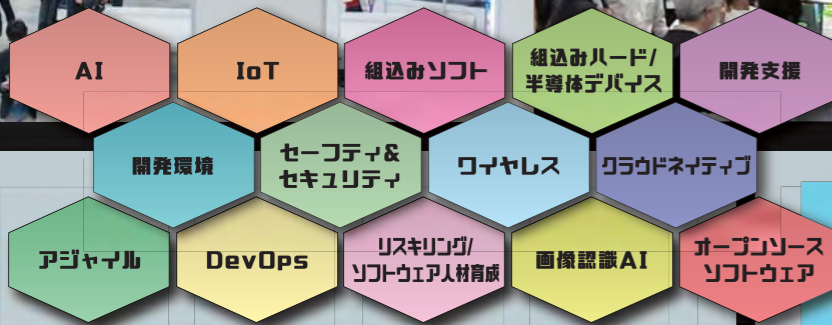 AI
IoT
組込みソフト
組込みハード/
半導体デバイス
開発支援
開発環境
セーフティ&
セキュリティ
ワイヤレス
クラウドネイティブ
アジャイル
DevOps
リスキリング/
ソフトウェア人材育成
画像認識AI
オープンソース
ソフトウェア